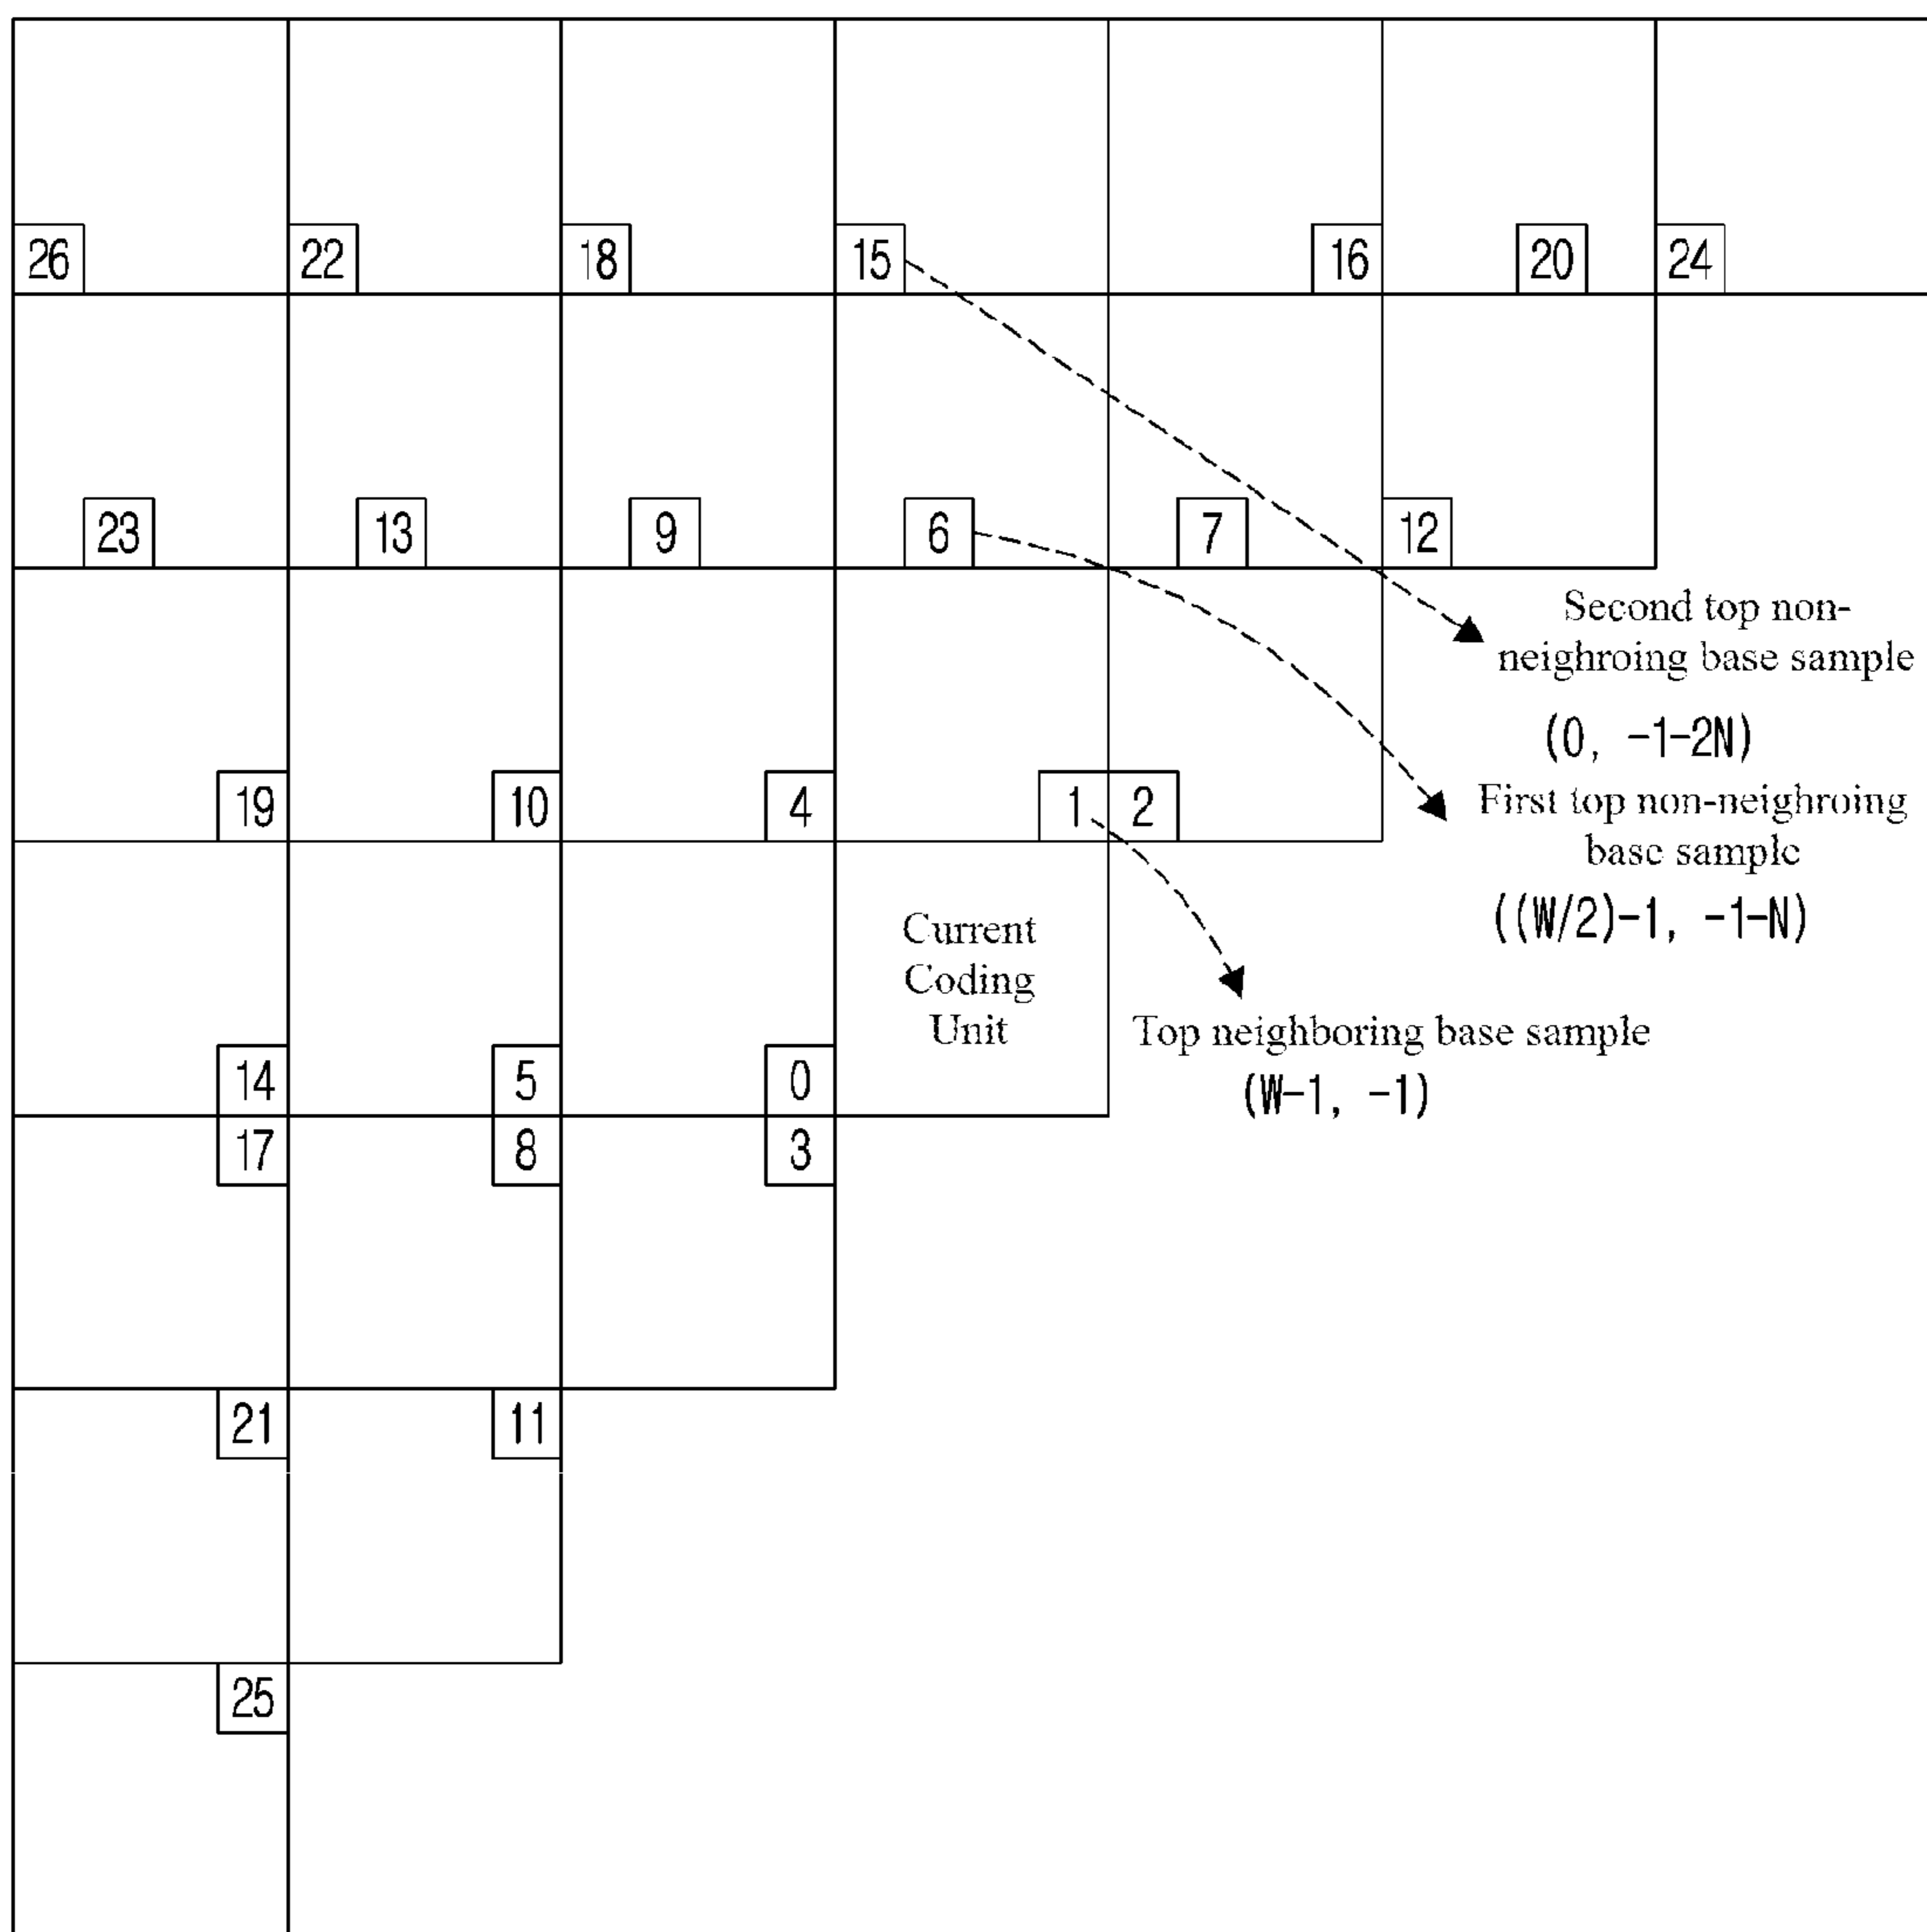 26 22 18 15 16 20 24
23 13 9 6 7 12
Second top non-
neighroing base sample
(0, -1-2N)
19 10 4 1 2
First top non-neighroing
base sample
((W/2)-1, -1-N)
Current
Coding
Unit
Top neighboring base sample
(W-1, -1)
14 5 0
17 8 3
21 11
25